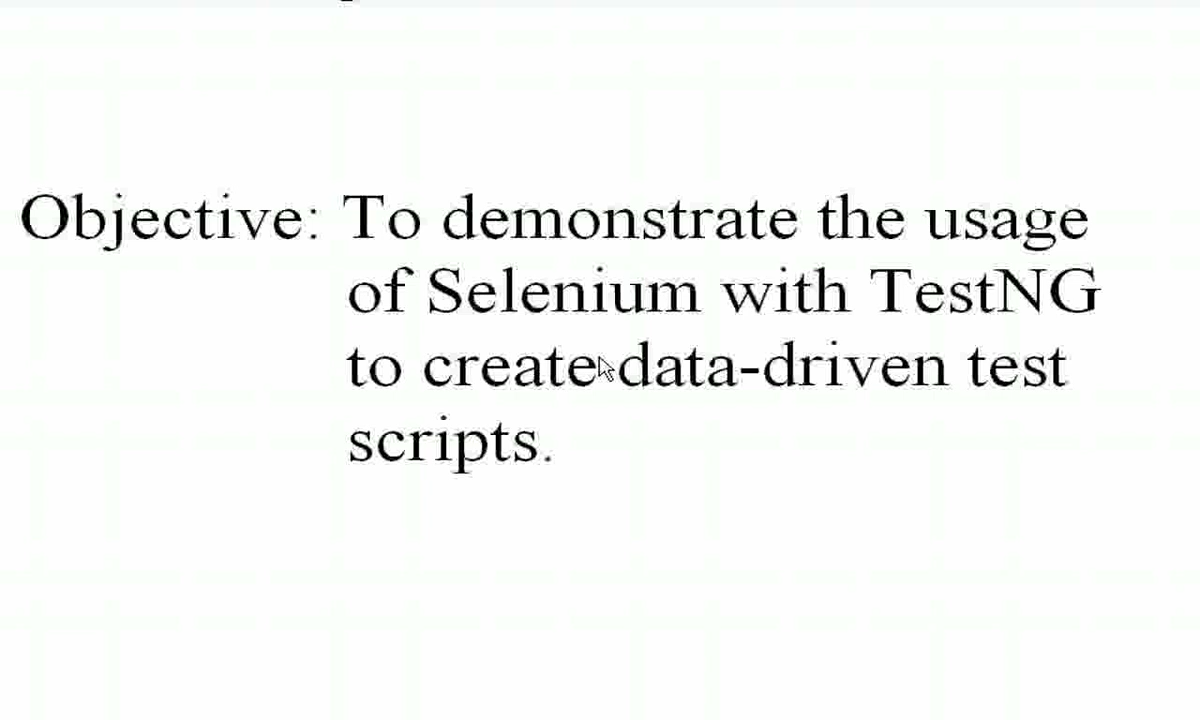 Objective: To demonstrate the usage
of Selenium with TestNG
to create data-driven test
scripts.